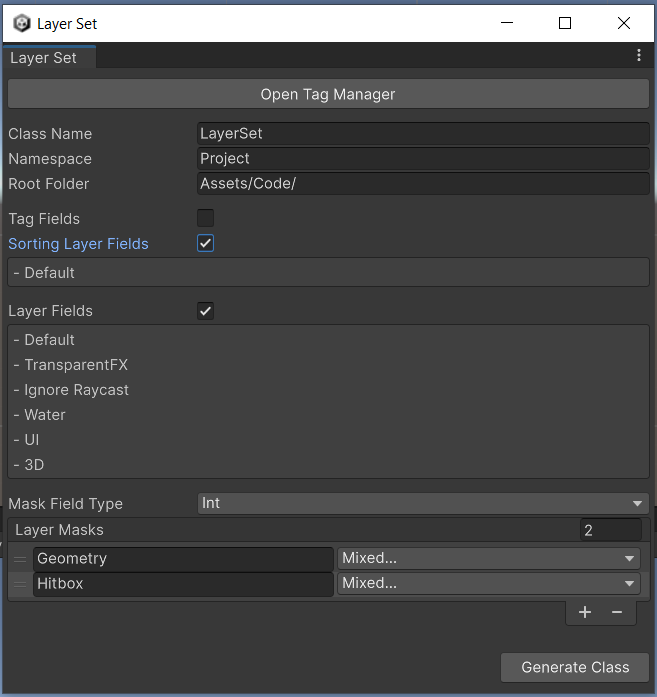 Layer Set
Layer Set
Open Tag Manager
Class Name LayerSet
Namespace Project
Root Folder Assets/Code/
Tag Fields
Sorting Layer Fields
- Default
Layer Fields
- Default
- TransparentFX
- Ignore Raycast
- Water
- UI
- 3D
Mask Field Type Int
Layer Masks 2
Geometry Mixed...
Hitbox Mixed...
Generate Class